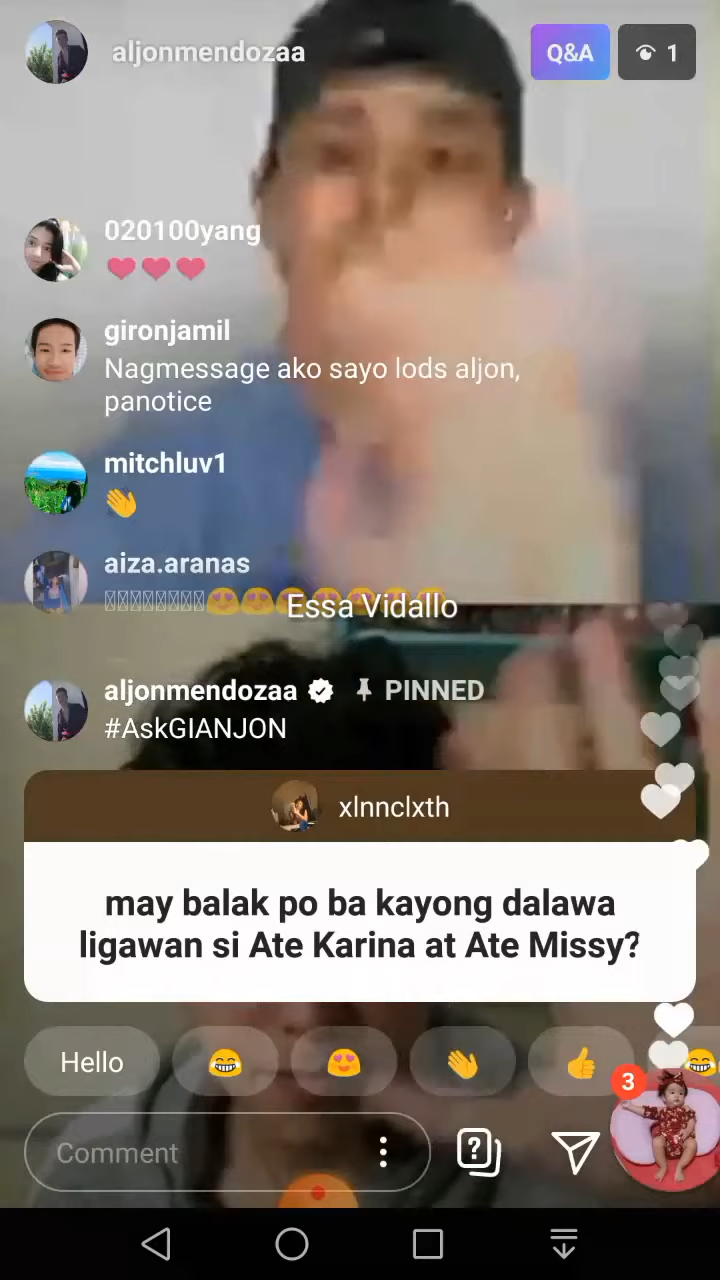 aljonmendozaa
Q&A
1
020100yang
❤️❤️❤️
gironjamil
Nagmessage ako sayo lods aljon,
panotice
mitchluv1
👋
aiza.aranas
Essa Vidallo
aljonmendozaa PINNED
#AskGIANJON
xlnnclxth
may balak po ba kayong dalawa
ligawan si Ate Karina at Ate Missy?
Hello 😂 😍 👋 👍 😂
3
Comment